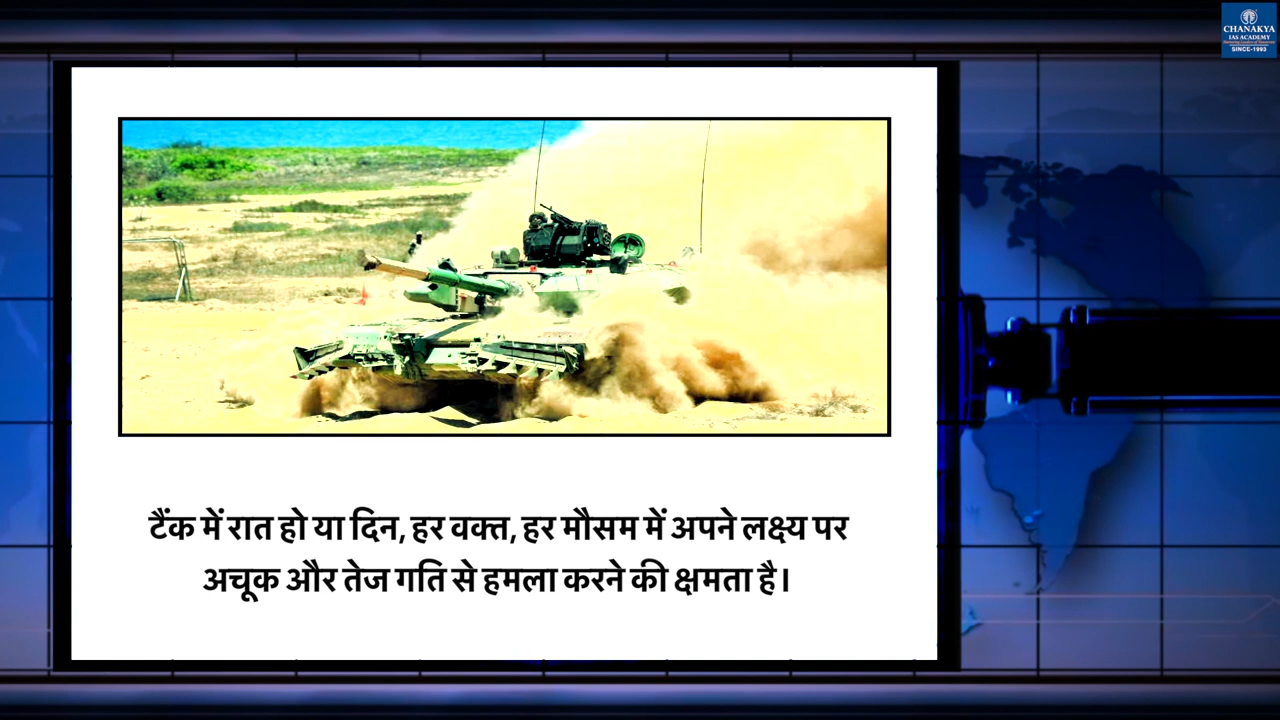 CHANAKYA
IAS ACADEMY
SINCE-1993
टैंक में रात हो या दिन, हर वक्त, हर मौसम में अपने लक्ष्य पर
अचूक और तेज गति से हमला करने की क्षमता है।